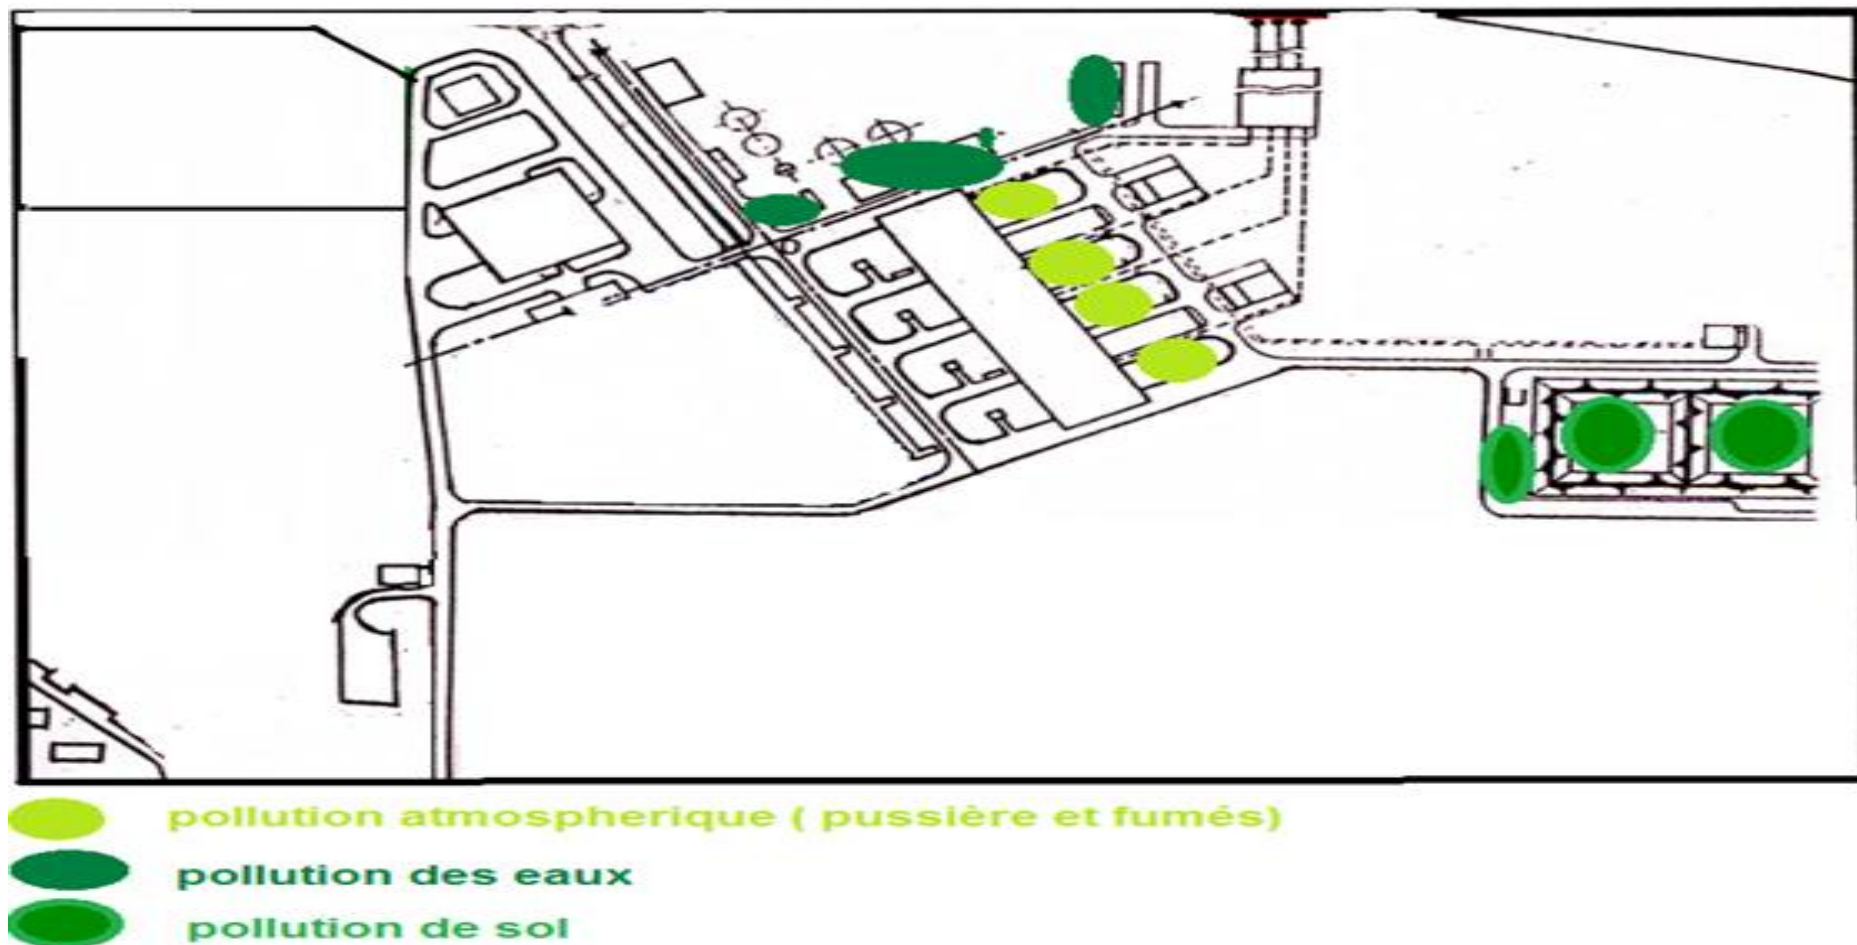 pollution atmospherique ( pussière et fumés)
pollution des eaux
pollution de sol